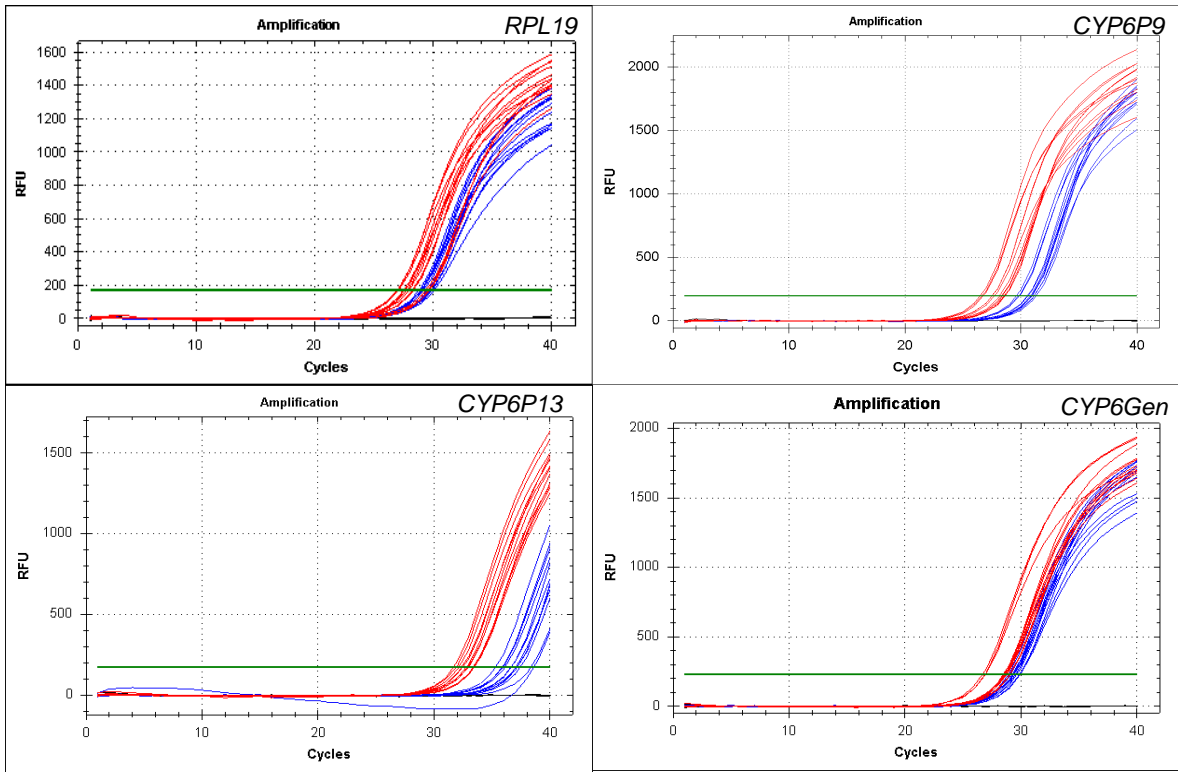 Amplification RPL19
1600
1400
1200
1000
800
600
400
200
0
RFU
0 10 20 30 40
Cycles
Amplification CYP6P9
2000
1500
1000
500
0
RFU
0 10 20 30 40
Cycles
Amplification CYP6P13
1500
1000
500
0
RFU
0 10 20 30 40
Cycles
Amplification CYP6Gen
2000
1500
1000
500
0
RFU
0 10 20 30 40
Cycles